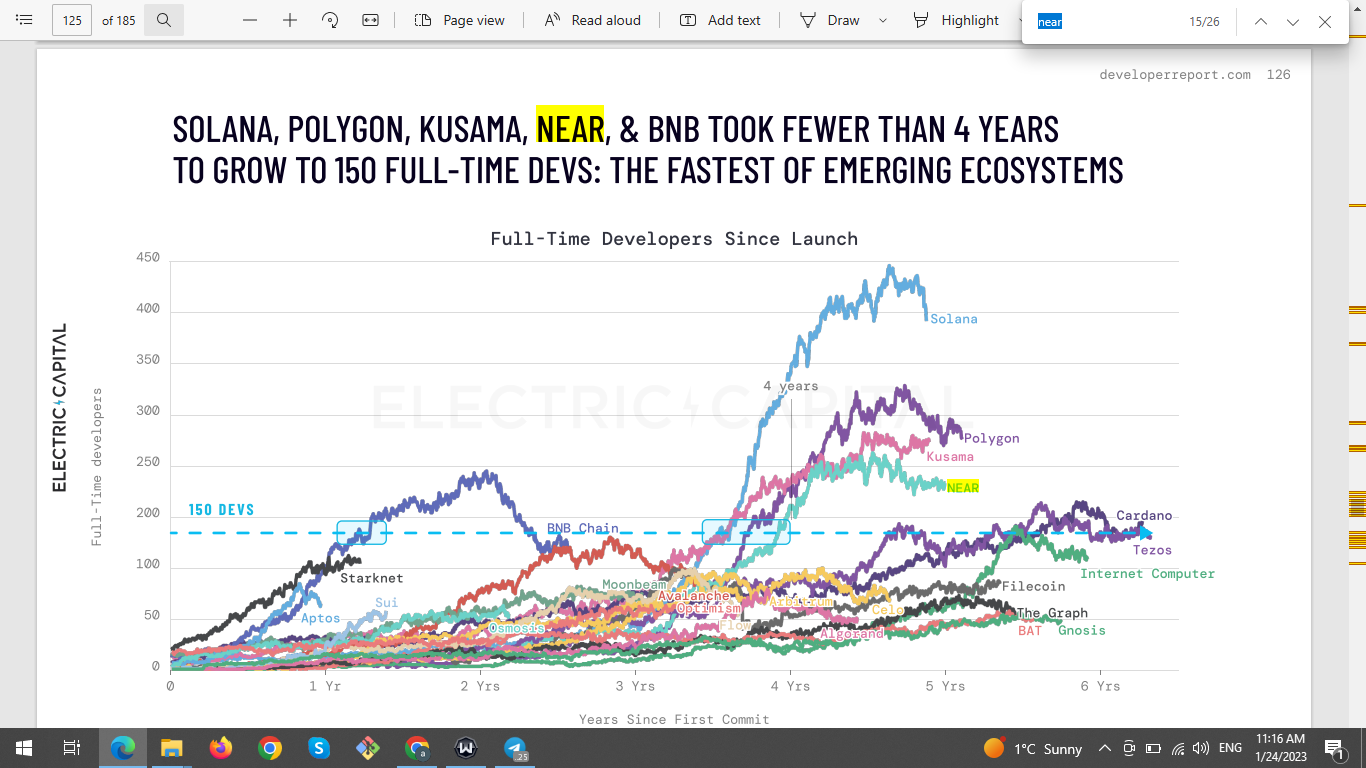 125 of 185
Page view
Read aloud
Add text
Draw
Highlight
near
15/26
developerreport.com 126
SOLANA, POLYGON, KUSAMA, NEAR, & BNB TOOK FEWER THAN 4 YEARS
TO GROW TO 150 FULL-TIME DEVS: THE FASTEST OF EMERGING ECOSYSTEMS
Full-Time Developers Since Launch
ELECTRIC CAPITAL
Full-Time developers
450
400
350
300
250
200
150 DEVS
100
50
0
ELECTRIC CAPITAL
4 years
Solana
Polygon
Kusama
NEAR
Cardano
BNB Chain
Tezos
Internet Computer
Starknet
Moonbeam
Filecoin
Avalanche
Sui
Arbitrum
Optimism
Celo
The Graph
Aptos
Flow
Osmosis
Algorand
BAT
Gnosis
0 1 Yr 2 Yrs 3 Yrs 4 Yrs 5 Yrs 6 Yrs
Years Since First Commit
.25
1°C Sunny
ENG
11:16 AM
1/24/2023
1